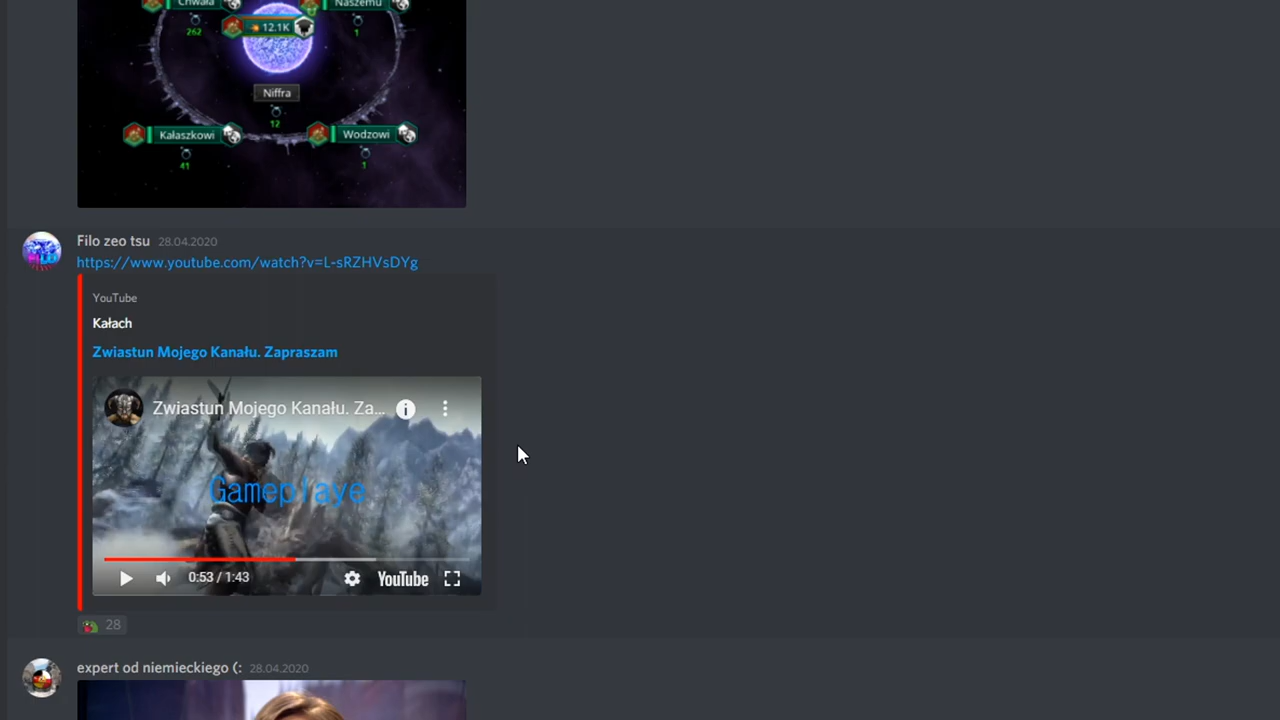 Chwała
Naszemu
262
12.1K
1
Niffra
12
Kałaszkowi
Wodzowi
41
1
Filo zeo tsu 28.04.2020
https://www.youtube.com/watch?v=L-sRZHVsDYg
YouTube
Kałach
Zwiastun Mojego Kanału. Zapraszam
Zwiastun Mojego Kanału. Za...
Gameplaye
0:53 / 1:43
YouTube
28
expert od niemieckiego (: 28.04.2020